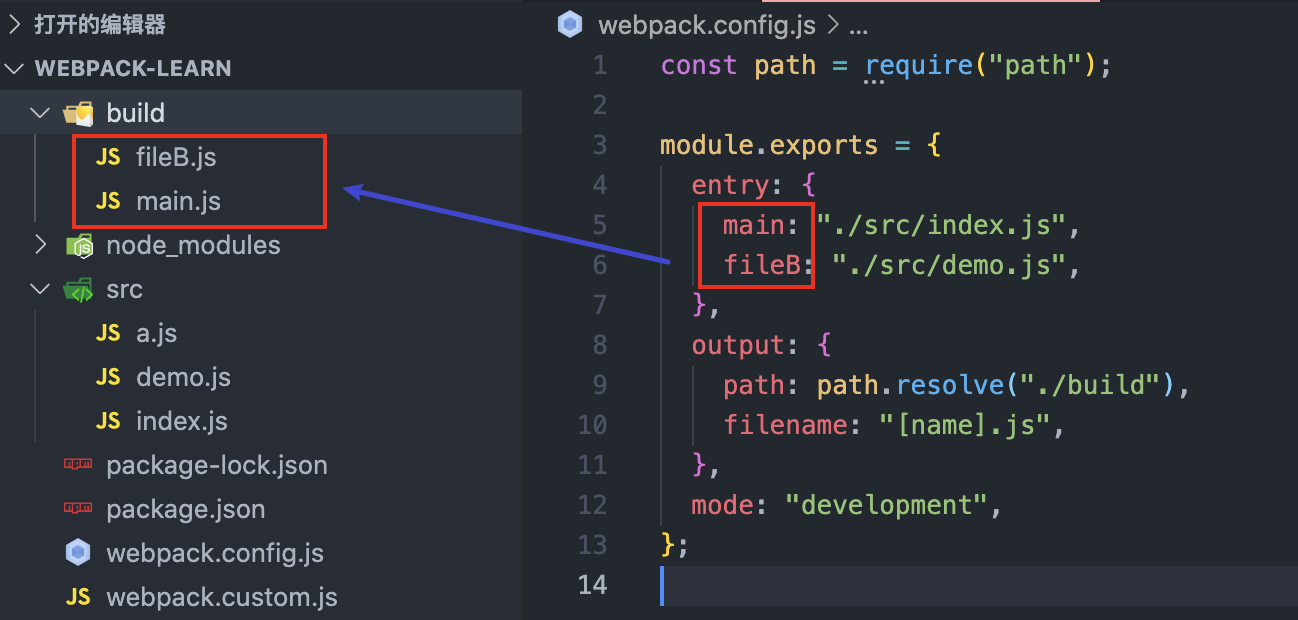 打开的编辑器
WEBPACK-LEARN
build
JS fileB.js
JS main.js
node_modules
src
JS a.js
JS demo.js
JS index.js
package-lock.json
package.json
webpack.config.js
JS webpack.custom.js
webpack.config.js > ...
1 const path = require("path");
2
3 module.exports = {
4 entry: {
5 main: "./src/index.js",
6 fileB: "./src/demo.js",
7 },
8 output: {
9 path: path.resolve("./build"),
10 filename: "[name].js",
11 },
12 mode: "development",
13 };
14